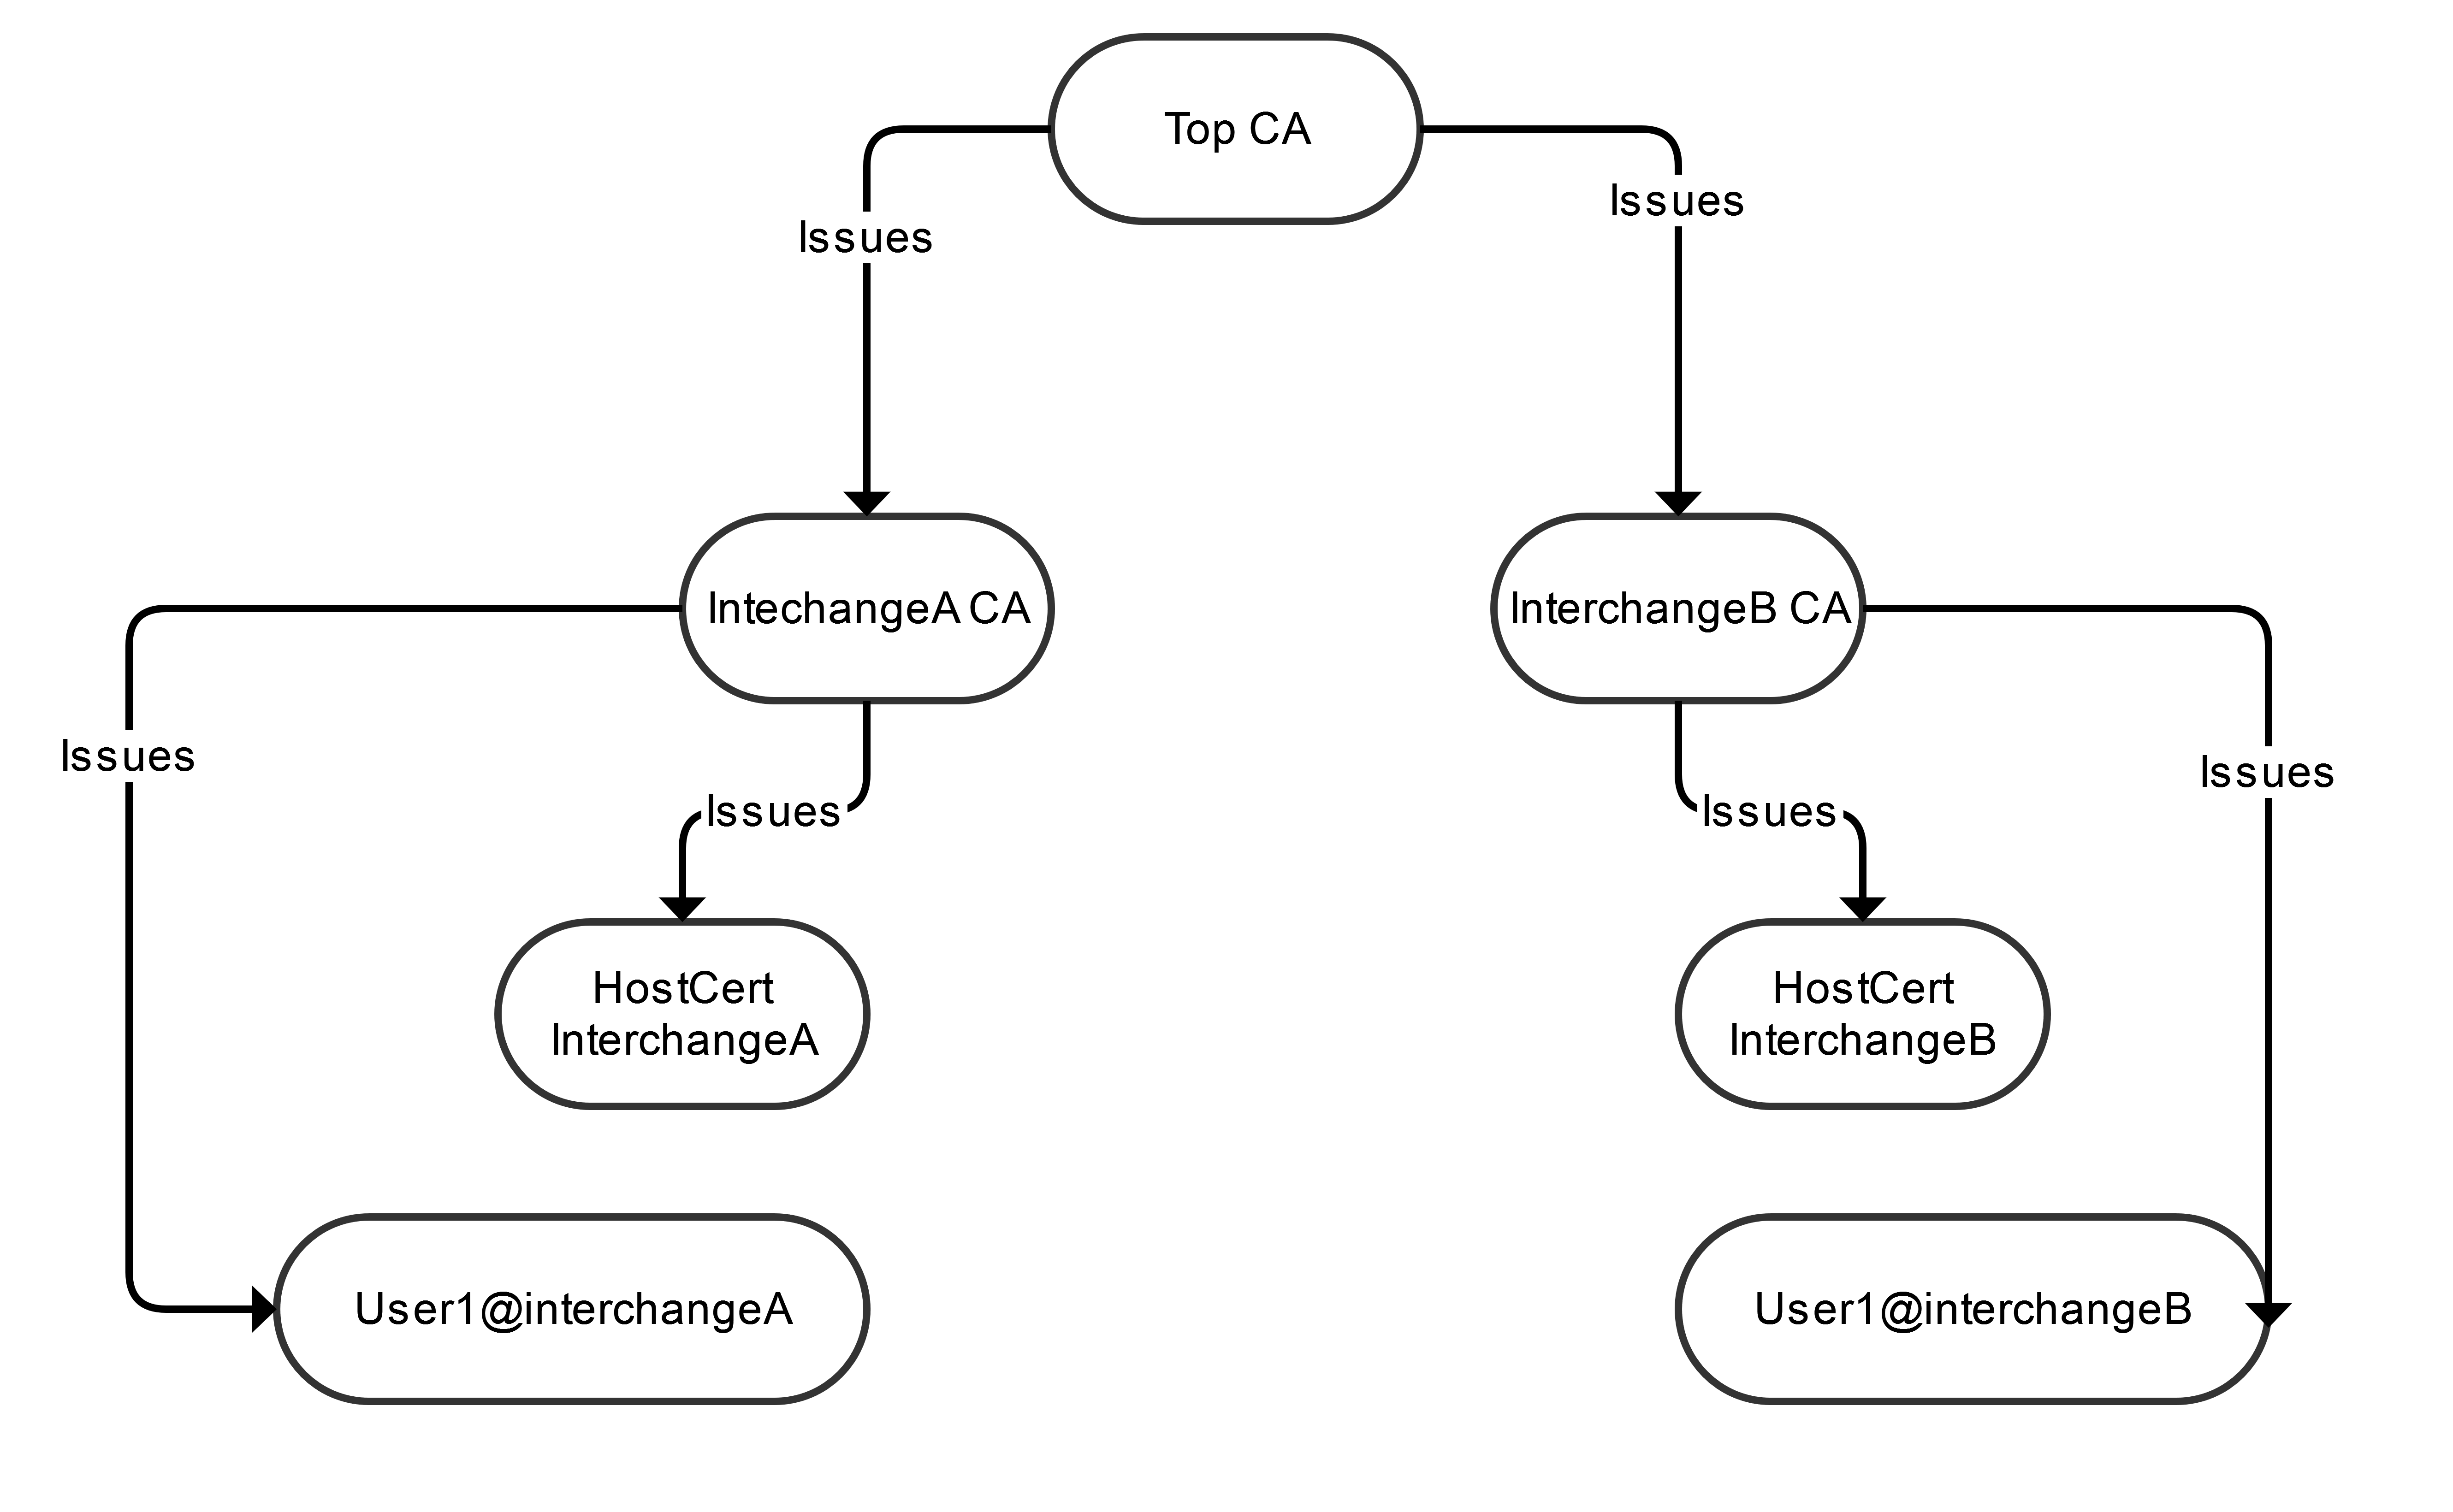 Top CA
Issues
Issues
IntechangeA CA
InterchangeB CA
Issues
Issues
Issues
Issues
HostCert
InterchangeA
HostCert
InterchangeB
User1@interchangeA
User1@interchangeB